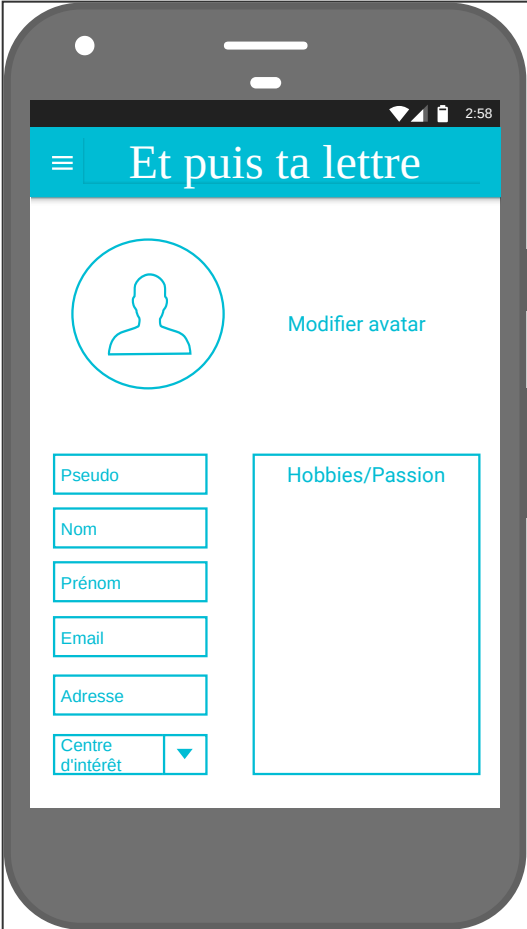 2:58
Et puis ta lettre
Modifier avatar
Pseudo
Nom
Prénom
Email
Adresse
Centre
d'intérêt
Hobbies/Passion